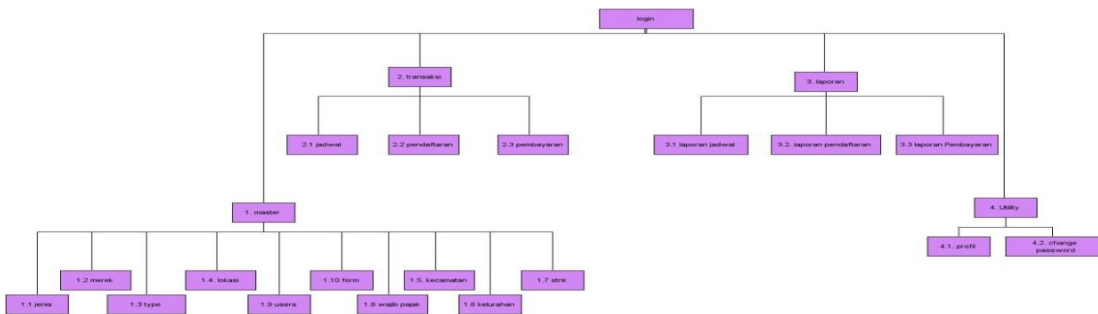 login
2. transaksi
3. laporan
2.1 jadwal
2.2 pendaftaran
2.3 pembayaran
3.1 laporan jadwal
3.2. laporan pendaftaran
3.3 laporan Pembayaran
1. master
4. Utility
4.1. profil
4.2. change
password
1.2 merek
1.4. lokasi
1.10 form
1.5. kecamatan
1.7 stnk
1.1 jenis
1.3 type
1.9 users
1.8 wajib pajak
1.6 kelurahan